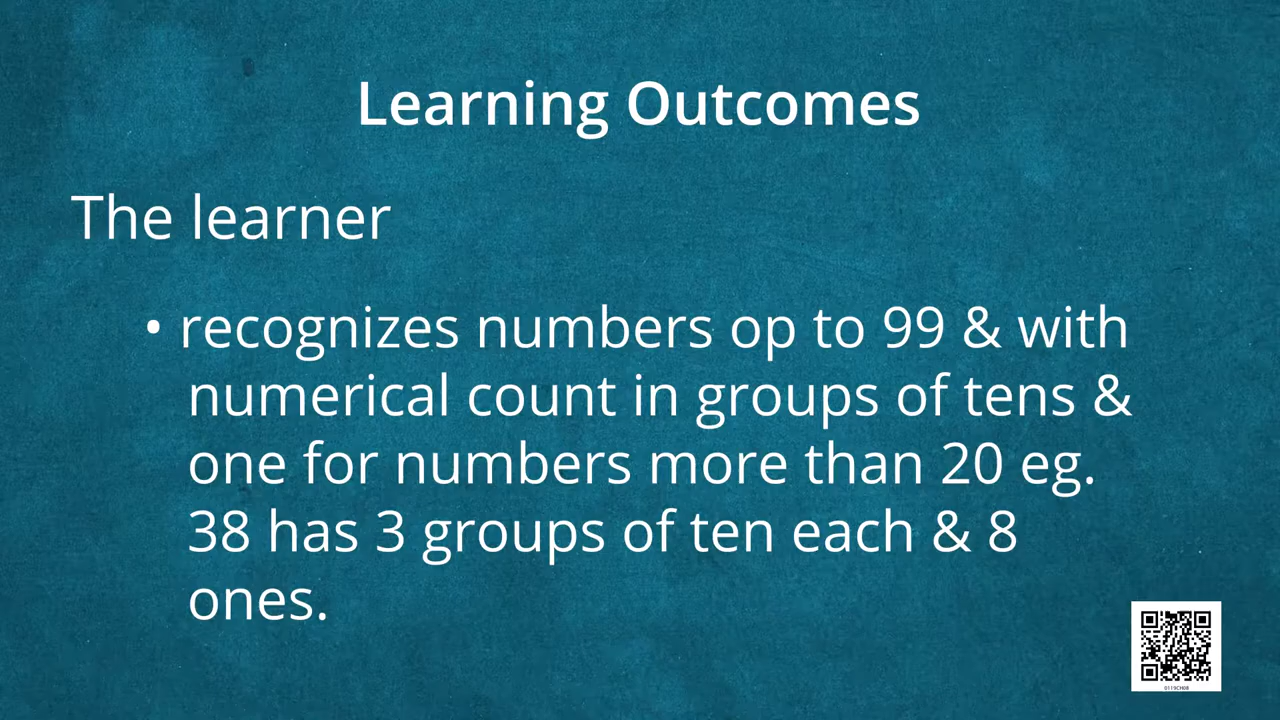 Learning Outcomes
The learner
• recognizes numbers op to 99 & with
numerical count in groups of tens &
one for numbers more than 20 eg.
38 has 3 groups of ten each & 8
ones.
0119CH08